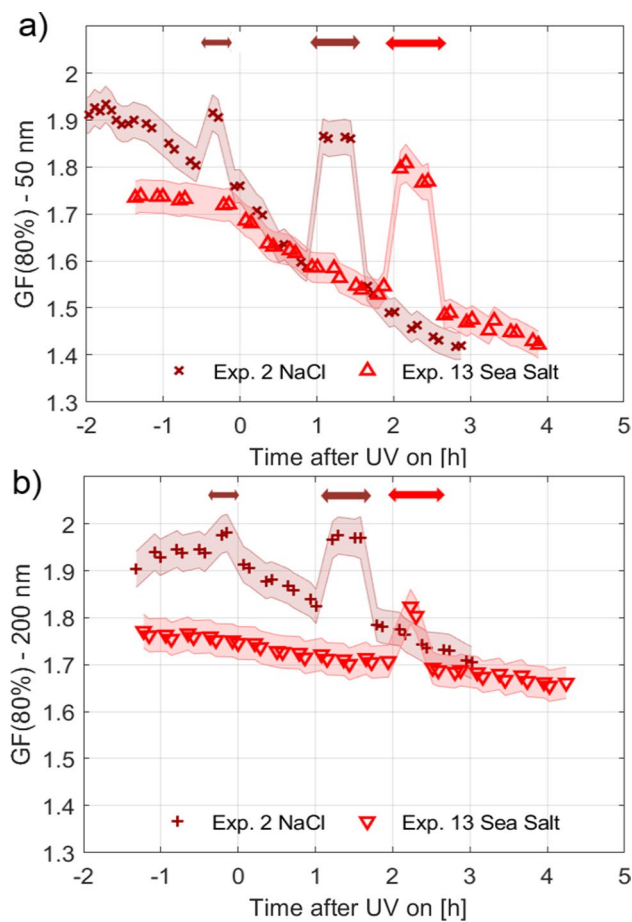 a)
2
1.9
1.8
1.7
1.6
1.5
1.4
1.3
GF(80%) - 50 nm
Exp. 2 NaCl Exp. 13 Sea Salt
-2 -1 0 1 2 3 4 5
Time after UV on [h]
b)
2
1.9
1.8
1.7
1.6
1.5
1.4
1.3
GF(80%) - 200 nm
Exp. 2 NaCl Exp. 13 Sea Salt
-2 -1 0 1 2 3 4 5
Time after UV on [h]